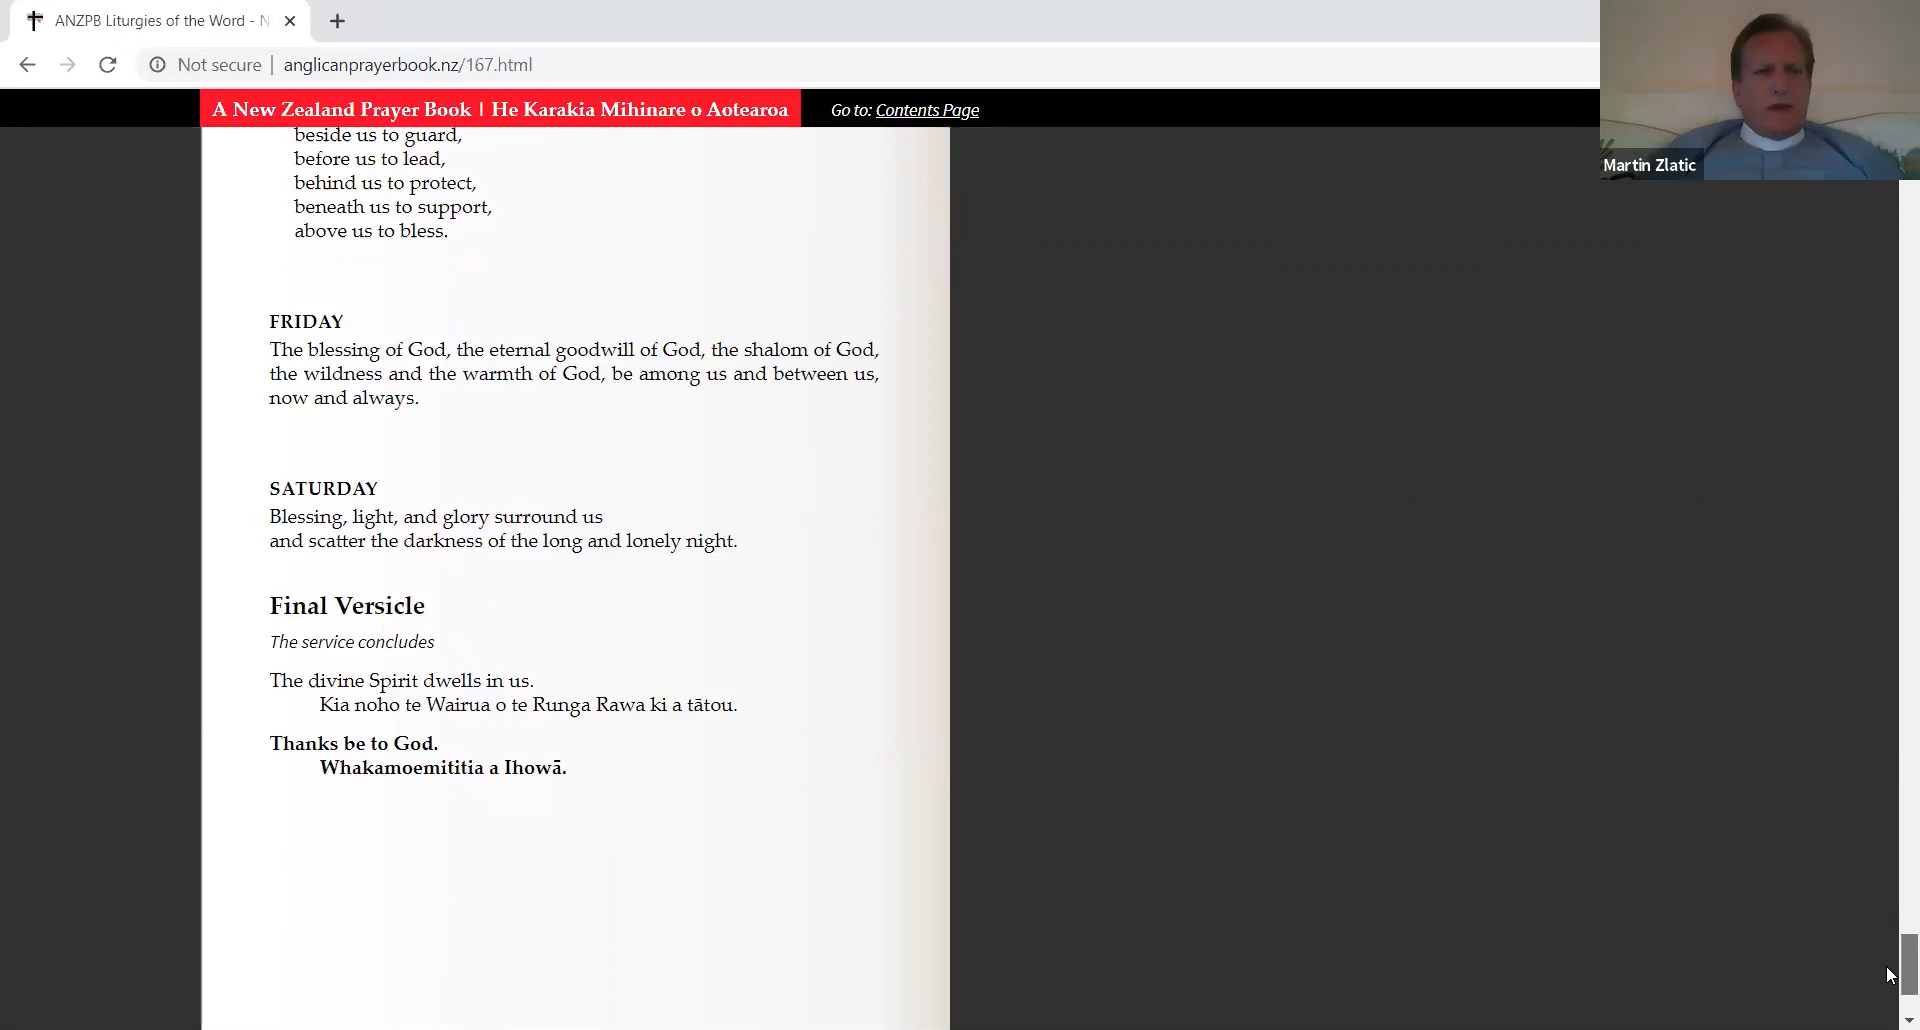 ANZPB Liturgies of the Word - N
Not secure | anglicanprayerbook.nz/167.html
A New Zealand Prayer Book | He Karakia Mihinare o Aotearoa
Go to: Contents Page
Martin Zlatic
beside us to guard,
before us to lead,
behind us to protect,
beneath us to support,
above us to bless.
FRIDAY
The blessing of God, the eternal goodwill of God, the shalom of God,
the wildness and the warmth of God, be among us and between us,
now and always.
SATURDAY
Blessing, light, and glory surround us
and scatter the darkness of the long and lonely night.
Final Versicle
The service concludes
The divine Spirit dwells in us.
Kia noho te Wairua o te Runga Rawa ki a tātou.
Thanks be to God.
Whakamoemititia a Ihowā.